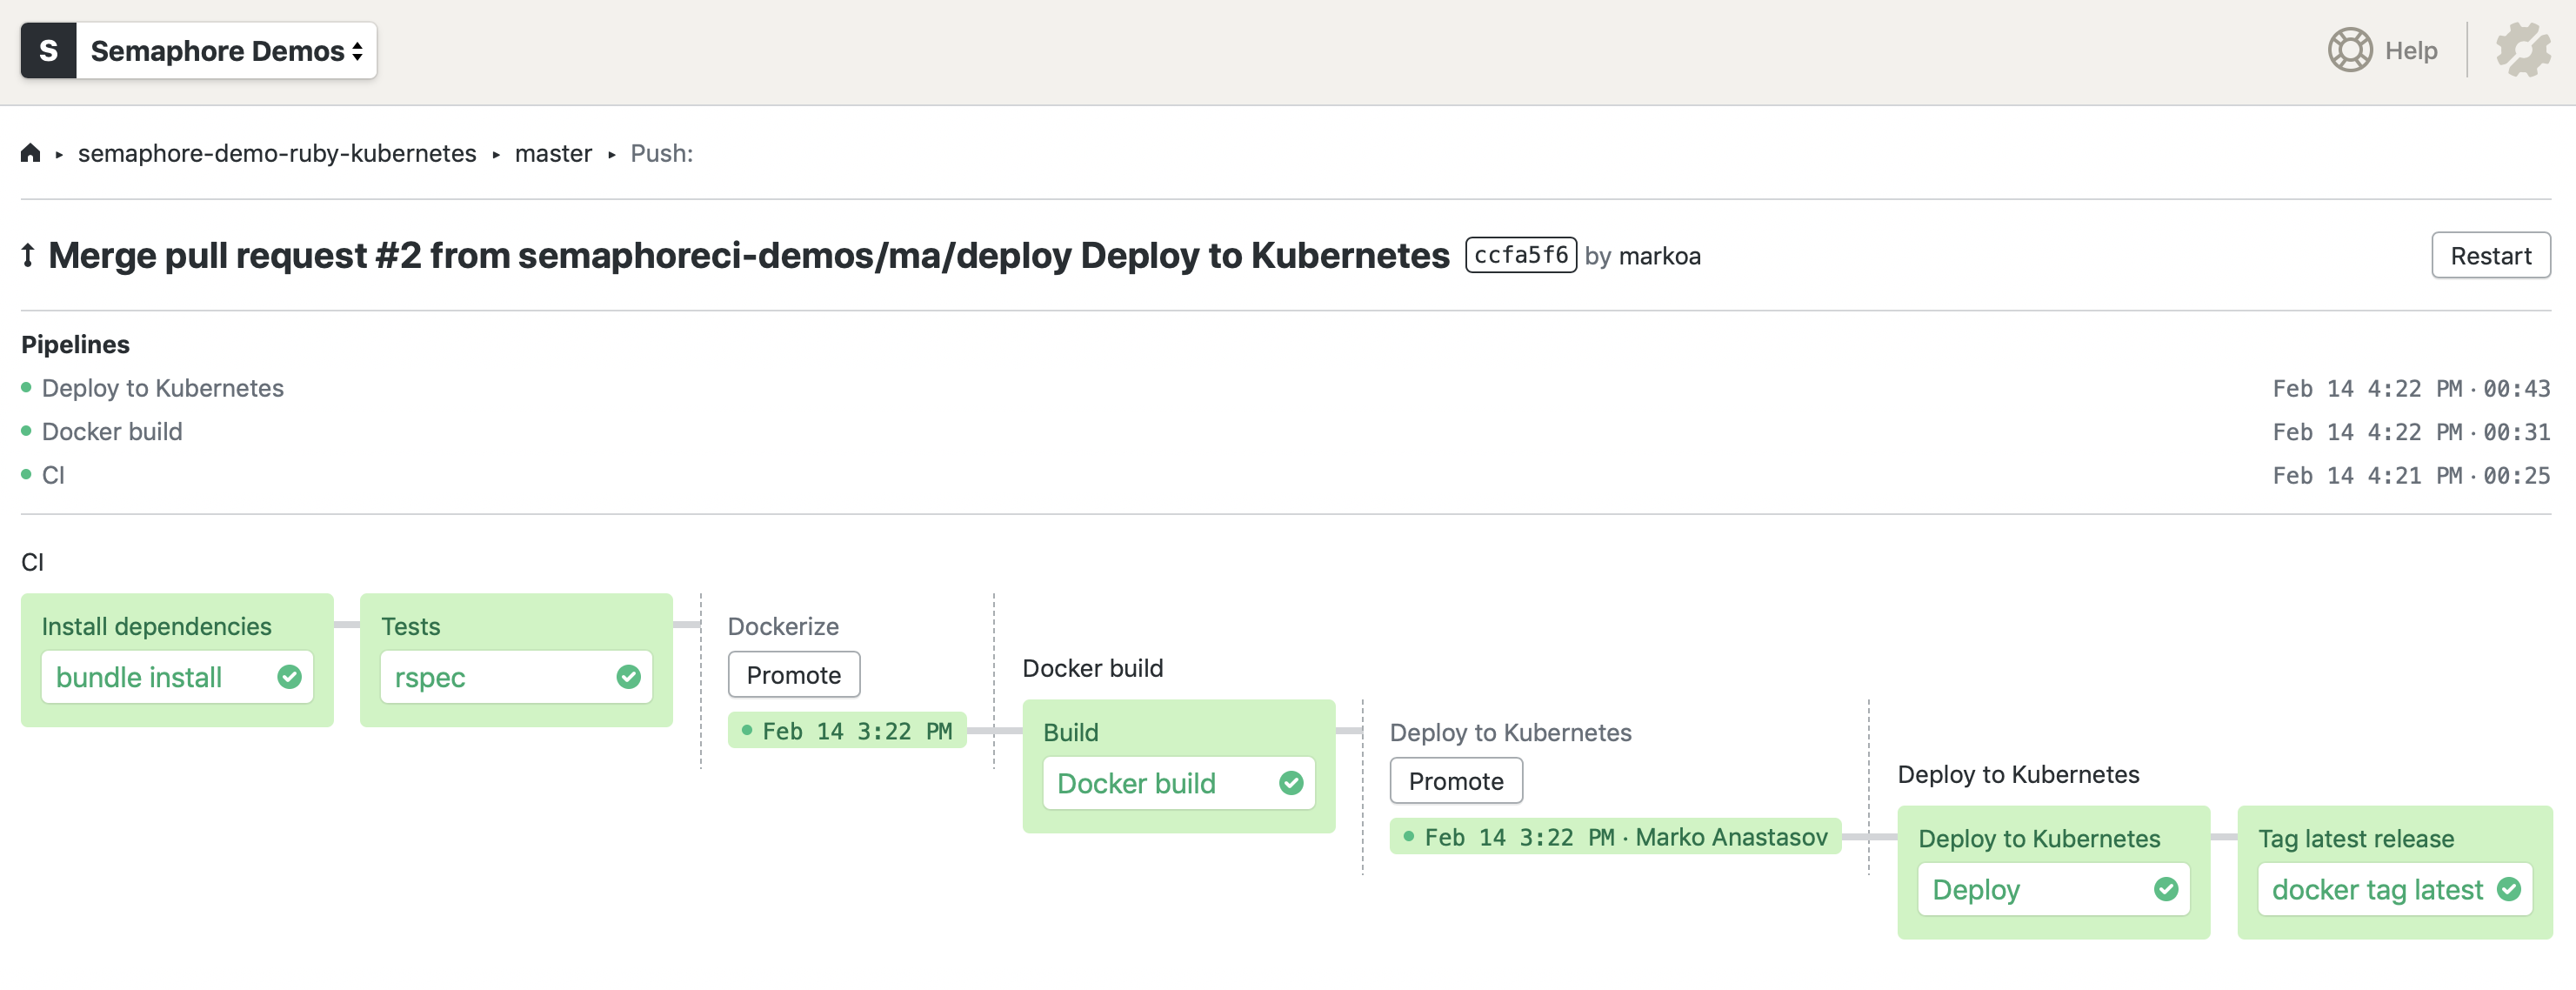 S Semaphore Demos
Help
semaphore-demo-ruby-kubernetes ▸ master ▸ Push:
Merge pull request #2 from semaphoreci-demos/ma/deploy Deploy to Kubernetes ccfa5f6 by markoa
Restart
Pipelines
Deploy to Kubernetes Feb 14 4:22 PM · 00:43
Docker build Feb 14 4:22 PM · 00:31
CI Feb 14 4:21 PM · 00:25
CI
Install dependencies
bundle install
Tests
rspec
Dockerize
Promote
Feb 14 3:22 PM
Docker build
Build
Docker build
Deploy to Kubernetes
Promote
Feb 14 3:22 PM · Marko Anastasov
Deploy to Kubernetes
Deploy to Kubernetes
Deploy
Tag latest release
docker tag latest